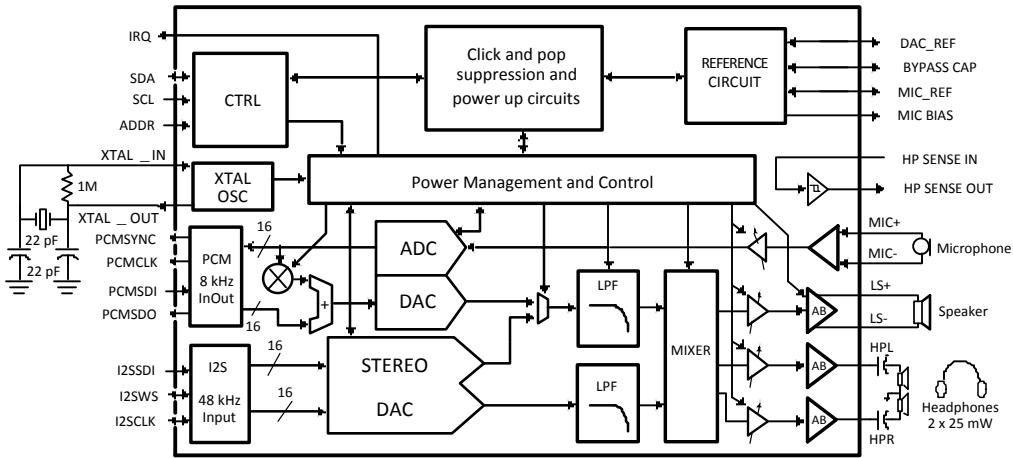 IRQ
SDA
SCL
ADDR
XTAL _ IN
1M
XTAL _ OUT
22 pF
22 pF
PCMSYNC
PCMCLK
PCMSDI
PCMSDO
I2SSDI
I2SWS
I2SCLK
CTRL
Click and pop
suppression and
power up circuits
REFERENCE
CIRCUIT
DAC_REF
BYPASS CAP
MIC_REF
MIC BIAS
XTAL
OSC
Power Management and Control
HP SENSE IN
HP SENSE OUT
PCM
8 kHz
InOut
16
16
+
ADC
DAC
LPF
MIC+
MIC-
Microphone
AB
LS+
LS-
Speaker
I2S
48 kHz
Input
16
16
STEREO
DAC
LPF
MIXER
AB
AB
HPL
HPR
Headphones
2 x 25 mW